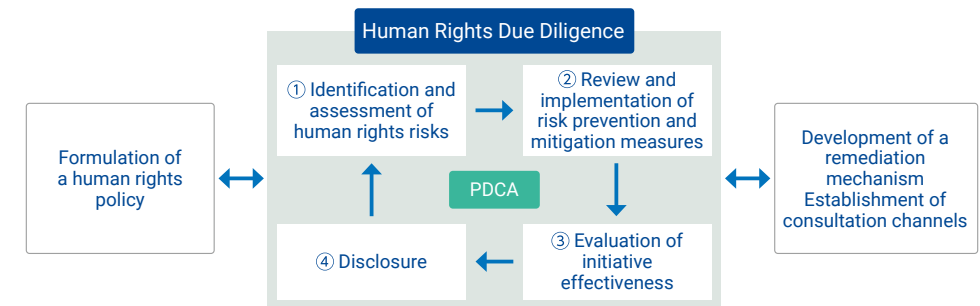 Human Rights Due Diligence
① Identification and
assessment of
human rights risks
② Review and
implementation of
risk prevention and
mitigation measures
Formulation of
a human rights
policy
PDCA
Development of a
remediation
mechanism
Establishment of
consultation channels
④ Disclosure
③ Evaluation of
initiative
effectiveness